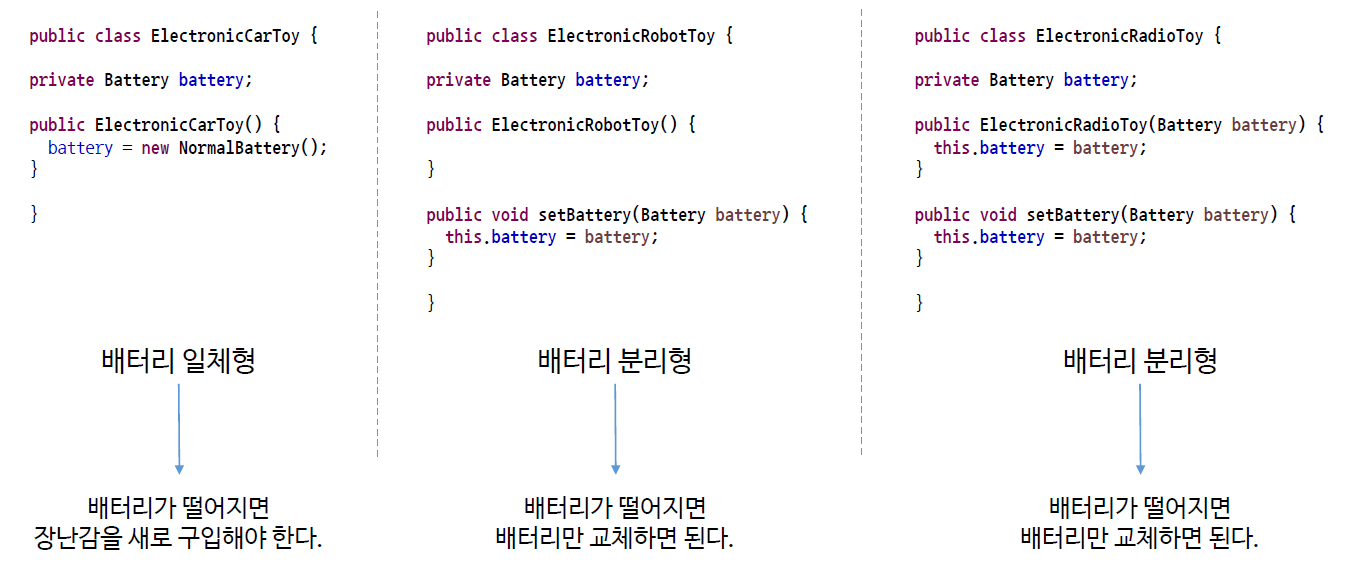 public class ElectronicCarToy {
private Battery battery;
public ElectronicCarToy() {
battery = new NormalBattery();
}
}
배터리 일체형
배터리가 떨어지면
장난감을 새로 구입해야 한다.
public class ElectronicRobotToy {
private Battery battery;
public ElectronicRobotToy() {
}
public void setBattery(Battery battery) {
this.battery = battery;
}
}
배터리 분리형
배터리가 떨어지면
배터리만 교체하면 된다.
public class ElectronicRadioToy {
private Battery battery;
public ElectronicRadioToy(Battery battery) {
this.battery = battery;
}
public void setBattery(Battery battery) {
this.battery = battery;
}
}
배터리 분리형
배터리가 떨어지면
배터리만 교체하면 된다.